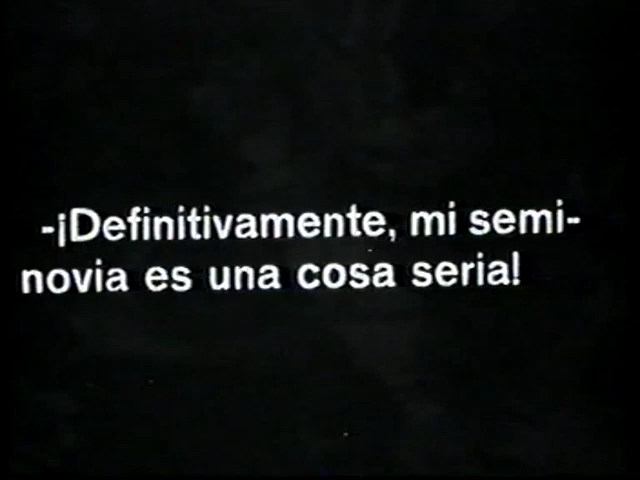 -¡Definitivamente, mi semi-
novia es una cosa seria!